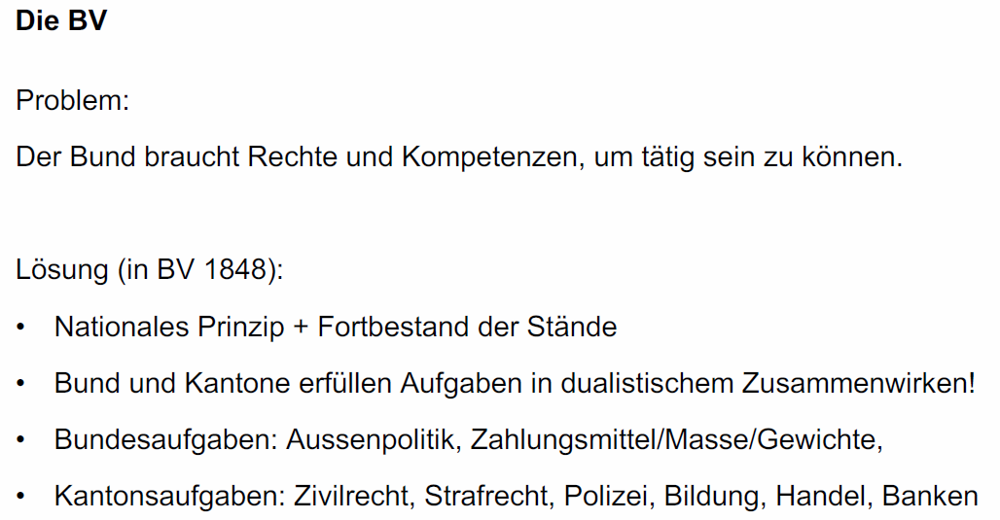 Die BV
Problem:
Der Bund braucht Rechte und Kompetenzen, um tätig sein zu können.
Lösung (in BV 1848):
• Nationales Prinzip + Fortbestand der Stände
• Bund und Kantone erfüllen Aufgaben in dualistischem Zusammenwirken!
• Bundesaufgaben: Aussenpolitik, Zahlungsmittel/Masse/Gewichte,
• Kantonsaufgaben: Zivilrecht, Strafrecht, Polizei, Bildung, Handel, Banken